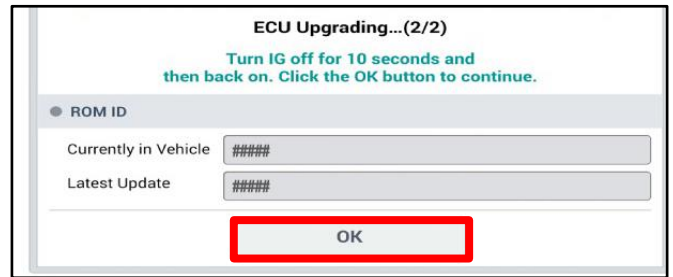 ECU Upgrading...(2/2)
Turn IG off for 10 seconds and
then back on. Click the OK button to continue.
ROM ID
Currently in Vehicle #####
Latest Update #####
OK